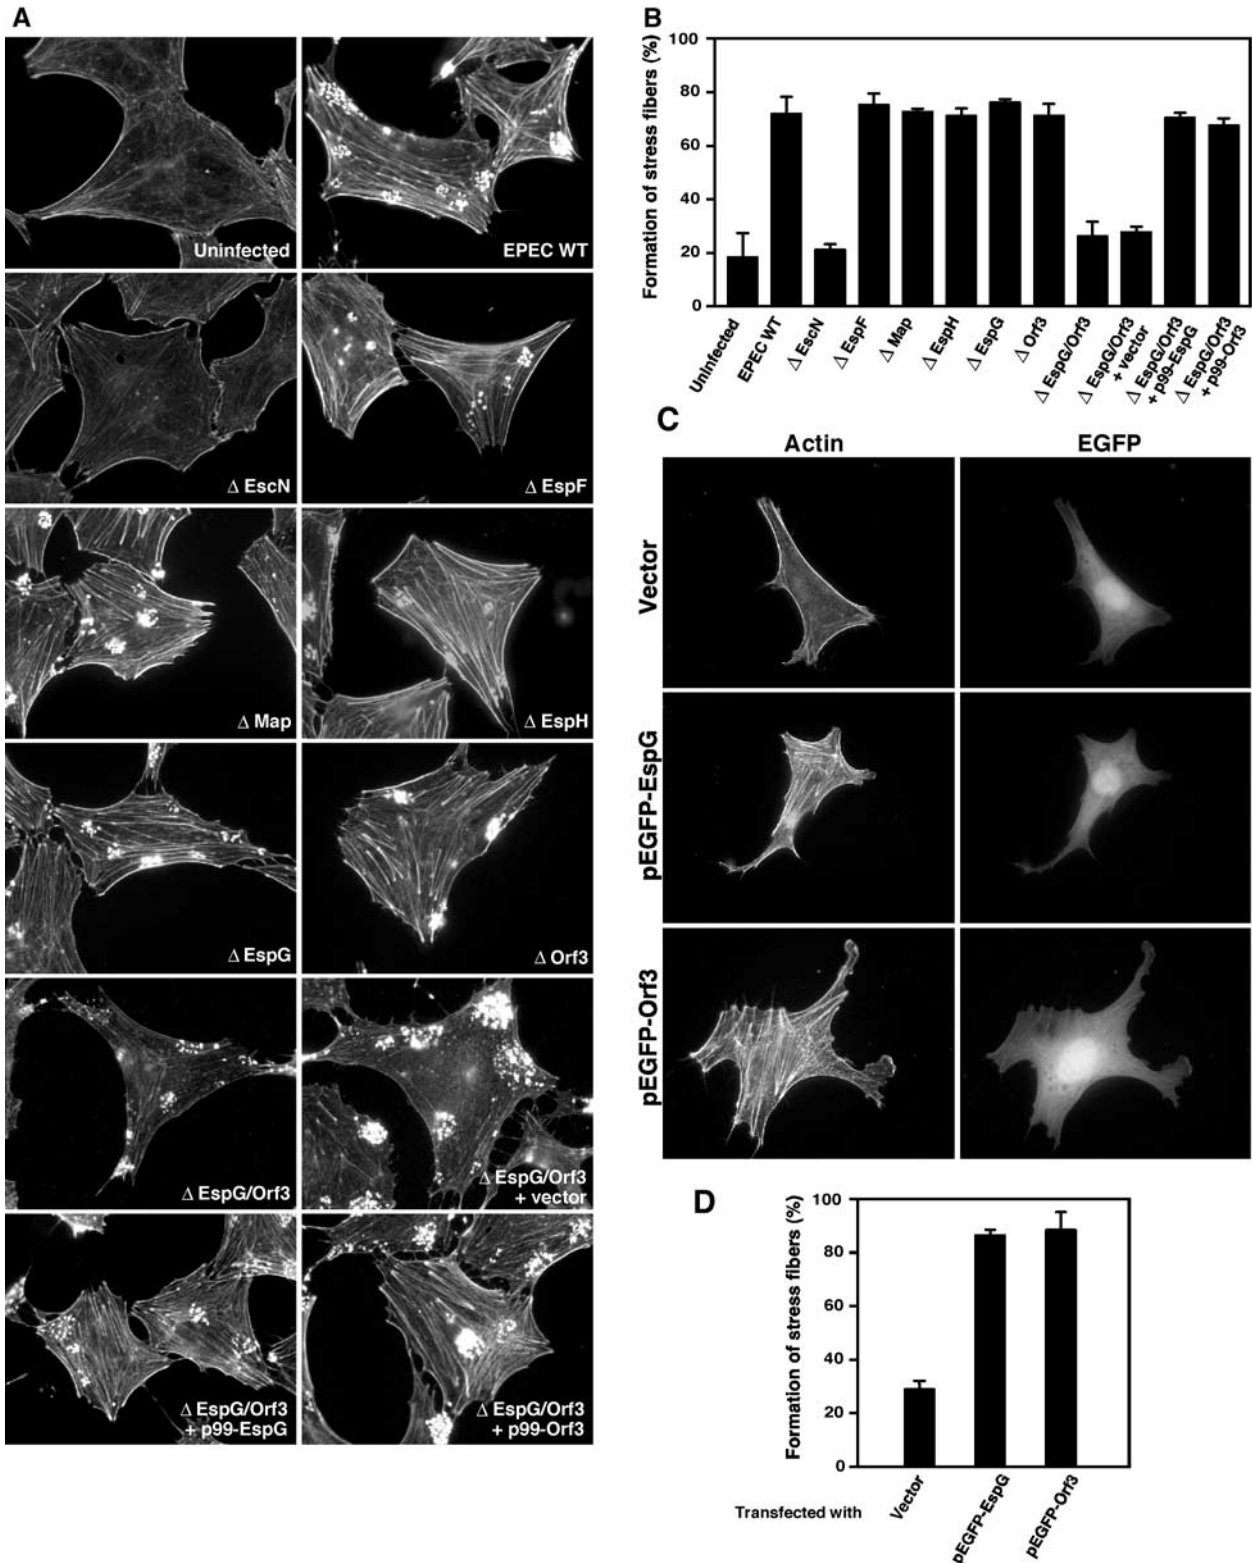 A
Uninfected
EPEC WT
Δ EscN
Δ EspF
Δ Map
Δ EspH
Δ EspG
Δ Orf3
Δ EspG/Orf3
Δ EspG/Orf3
+ vector
Δ EspG/Orf3
+ p99-EspG
Δ EspG/Orf3
+ p99-Orf3
B
Formation of stress fibers (%)
100
80
60
40
20
0
UnInfected
EPEC WT
Δ EscN
Δ EspF
Δ Map
Δ EspH
Δ EspG
Δ Orf3
Δ EspG/Orf3
Δ EspG/Orf3
+ vector
Δ EspG/Orf3
+ p99-EspG
Δ EspG/Orf3
+ p99-Orf3
C
Actin
EGFP
Vector
pEGFP-EspG
pEGFP-Orf3
D
Formation of stress fibers (%)
100
80
60
40
20
0
Transfected with
Vector
pEGFP-EspG
pEGFP-Orf3